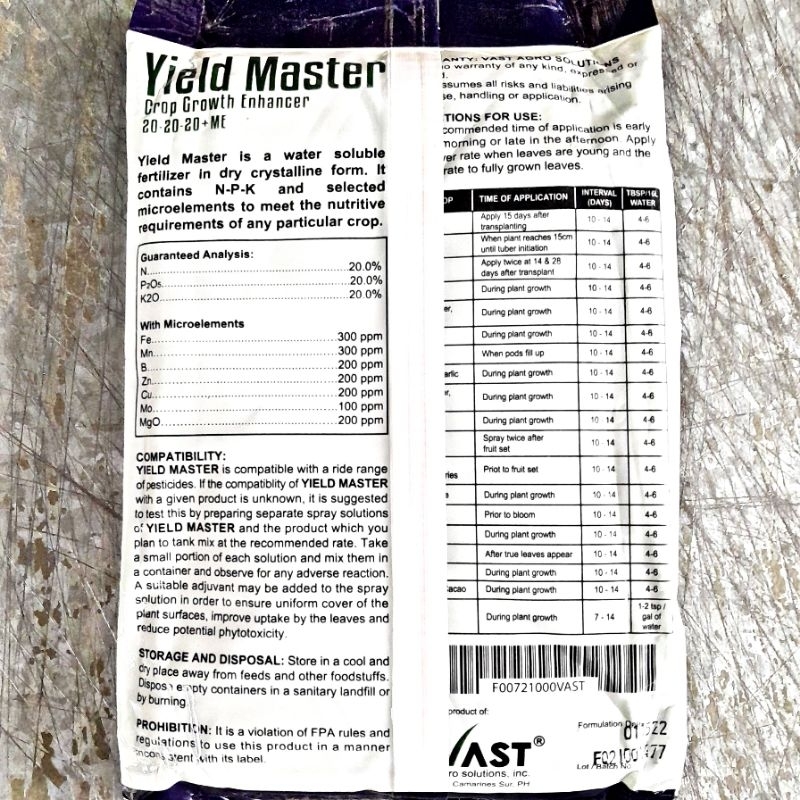 Yield Master
Crop Growth Enhancer
20-20-20+ME
Yield Master is a water soluble
fertilizer in dry crystalline form. It
contains N-P-K and selected
microelements to meet the nutritive
requirements of any particular crop.
Guaranteed Analysis:
N 20.0%
P2O5 20.0%
K2O 20.0%
With Microelements
Fe 300 ppm
Mn 300 ppm
B 200 ppm
Zn 200 ppm
Cu 200 ppm
Mo 100 ppm
MgO 200 ppm
COMPATIBILITY:
YIELD MASTER is compatible with a ride range
of pesticides. If the compatiblity of YIELD MASTER
with a given product is unknown, it is suggested
to test this by preparing separate spray solutions
of YIELD MASTER and the product which you
plan to tank mix at the recommended rate. Take
a small portion of each solution and mix them in
a container and observe for any adverse reaction.
A suitable adjuvant may be added to the spray
solution in order to ensure uniform cover of the
plant surfaces, improve uptake by the leaves and
reduce potential phytotoxicity.
STORAGE AND DISPOSAL: Store in a cool and
dry place away from feeds and other foodstuffs.
empty containers in a sanitary landfill or
by burning
PROHIBITION: It is a violation of FPA rules and
regulations to use this product in a manner
with its label.
ANTY: VAST AGRO SOLUTIONS
o warranty of any kind, expressed or
d.
ssumes all risks and liabilities arising
se, handling or application.
TIONS FOR USE:
commended time of application is early
morning or late in the afternoon. Apply
er rate when leaves are young and the
rate to fully grown leaves.
OP TIME OF APPLICATION INTERVAL (DAYS) TBSP/16L WATER
Apply 15 days after transplanting 10 - 14 4-6
When plant reaches 15cm until tuber initiation 10 - 14 4-6
Apply twice at 14 & 28 days after transplant 10 - 14 4-6
During plant growth 10 - 14 4-6
er, During plant growth 10 - 14 4-6
When pods fill up 10 - 14 4-6
arlic During plant growth 10 - 14 4-6
er, During plant growth 10 - 14 4-6
During plant growth 10 - 14 4-6
Spray twice after fruit set 10 - 14 4-6
ries Priot to fruit set 10 - 14 4-6
During plant growth 10 - 14 4-6
Prior to bloom 10 - 14 4-6
During plant growth 10 - 14 4-6
After true leaves appear 10 - 14 4-6
During plant growth 10 - 14 4-6
acao During plant growth 10 - 14 4-6
During plant growth 7 - 14 1-2 tsp / gal of water
F00721000VAST
product of:
VAST®
ro solutions, inc.
Camarines Sur, PH
Formulation
Lot / Batch No